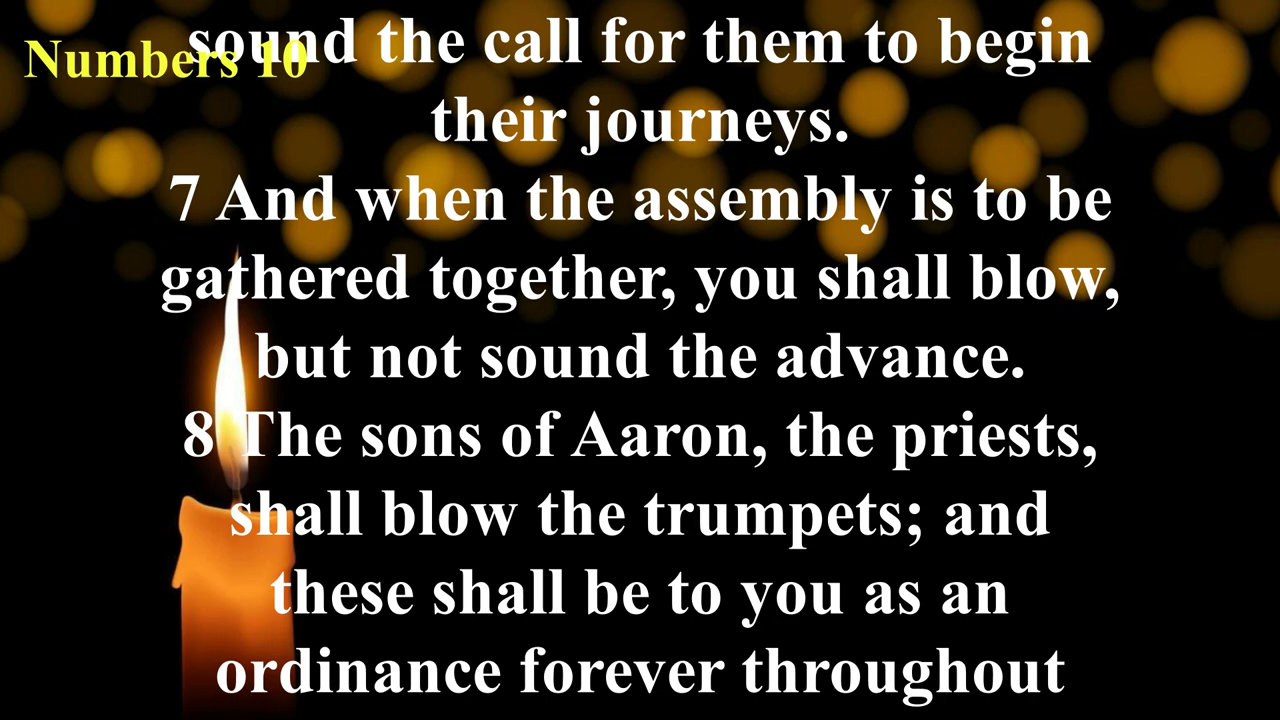 Numbers 10
sound the call for them to begin
their journeys.
7 And when the assembly is to be
gathered together, you shall blow,
but not sound the advance.
8 The sons of Aaron, the priests,
shall blow the trumpets; and
these shall be to you as an
ordinance forever throughout